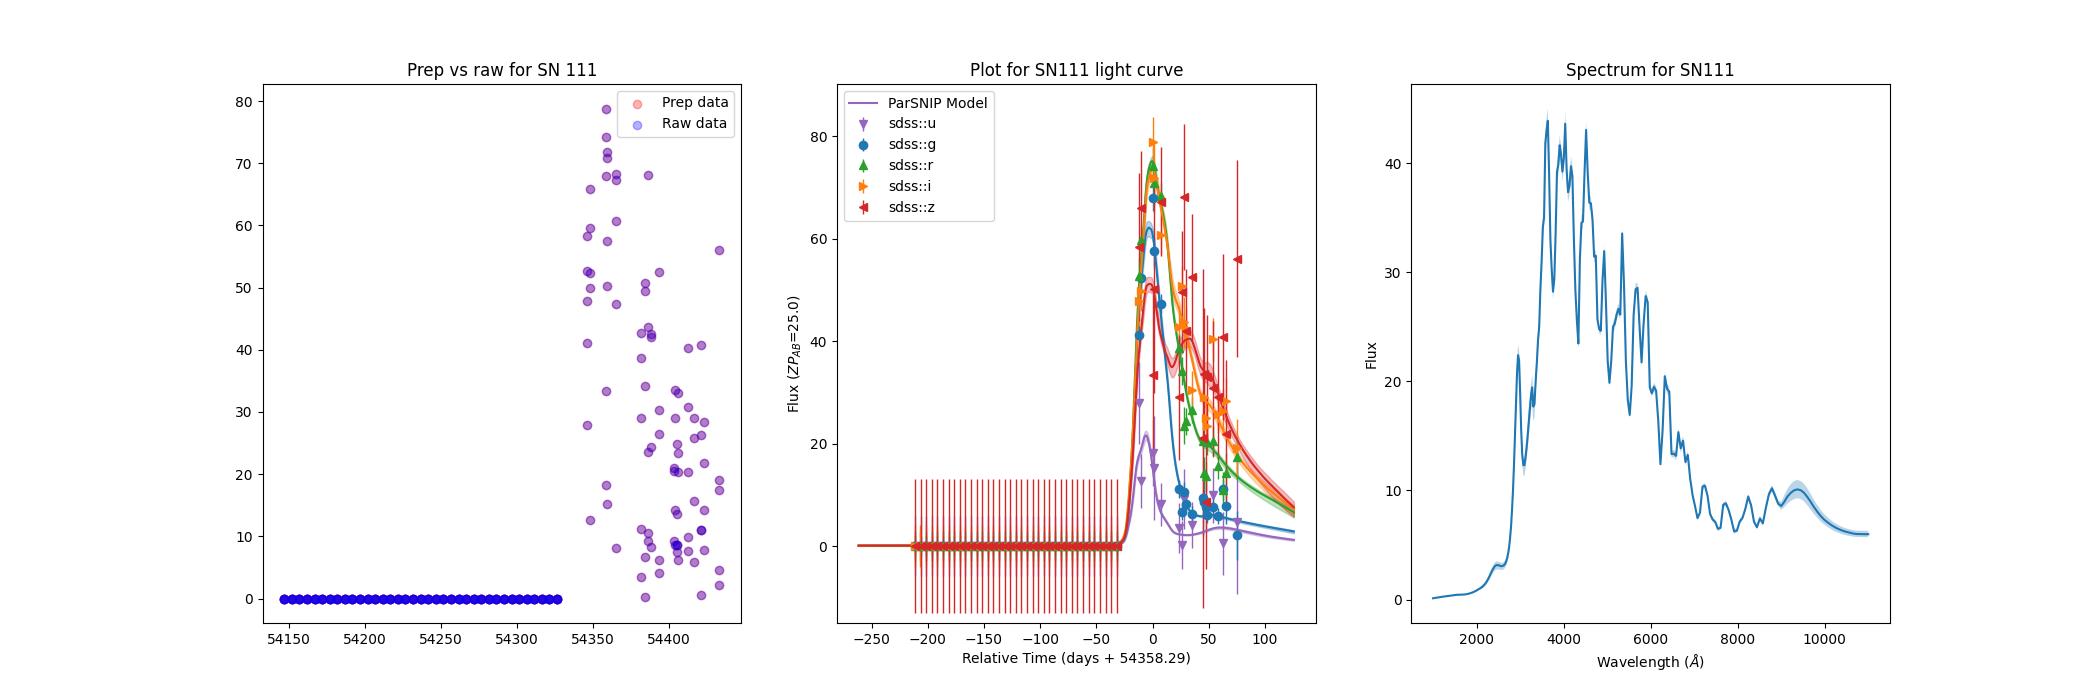 Prep vs raw for SN 111
Prep data
Raw data
80
70
60
50
40
30
20
10
0
54150 54200 54250 54300 54350 54400
Plot for SN111 light curve
ParSNIP Model
sdss::u
sdss::g
sdss::r
sdss::i
sdss::z
Flux (ZP_AB=25.0)
80
60
40
20
0
−250 −200 −150 −100 −50 0 50 100
Relative Time (days + 54358.29)
Spectrum for SN111
Flux
40
30
20
10
0
2000 4000 6000 8000 10000
Wavelength (Å)